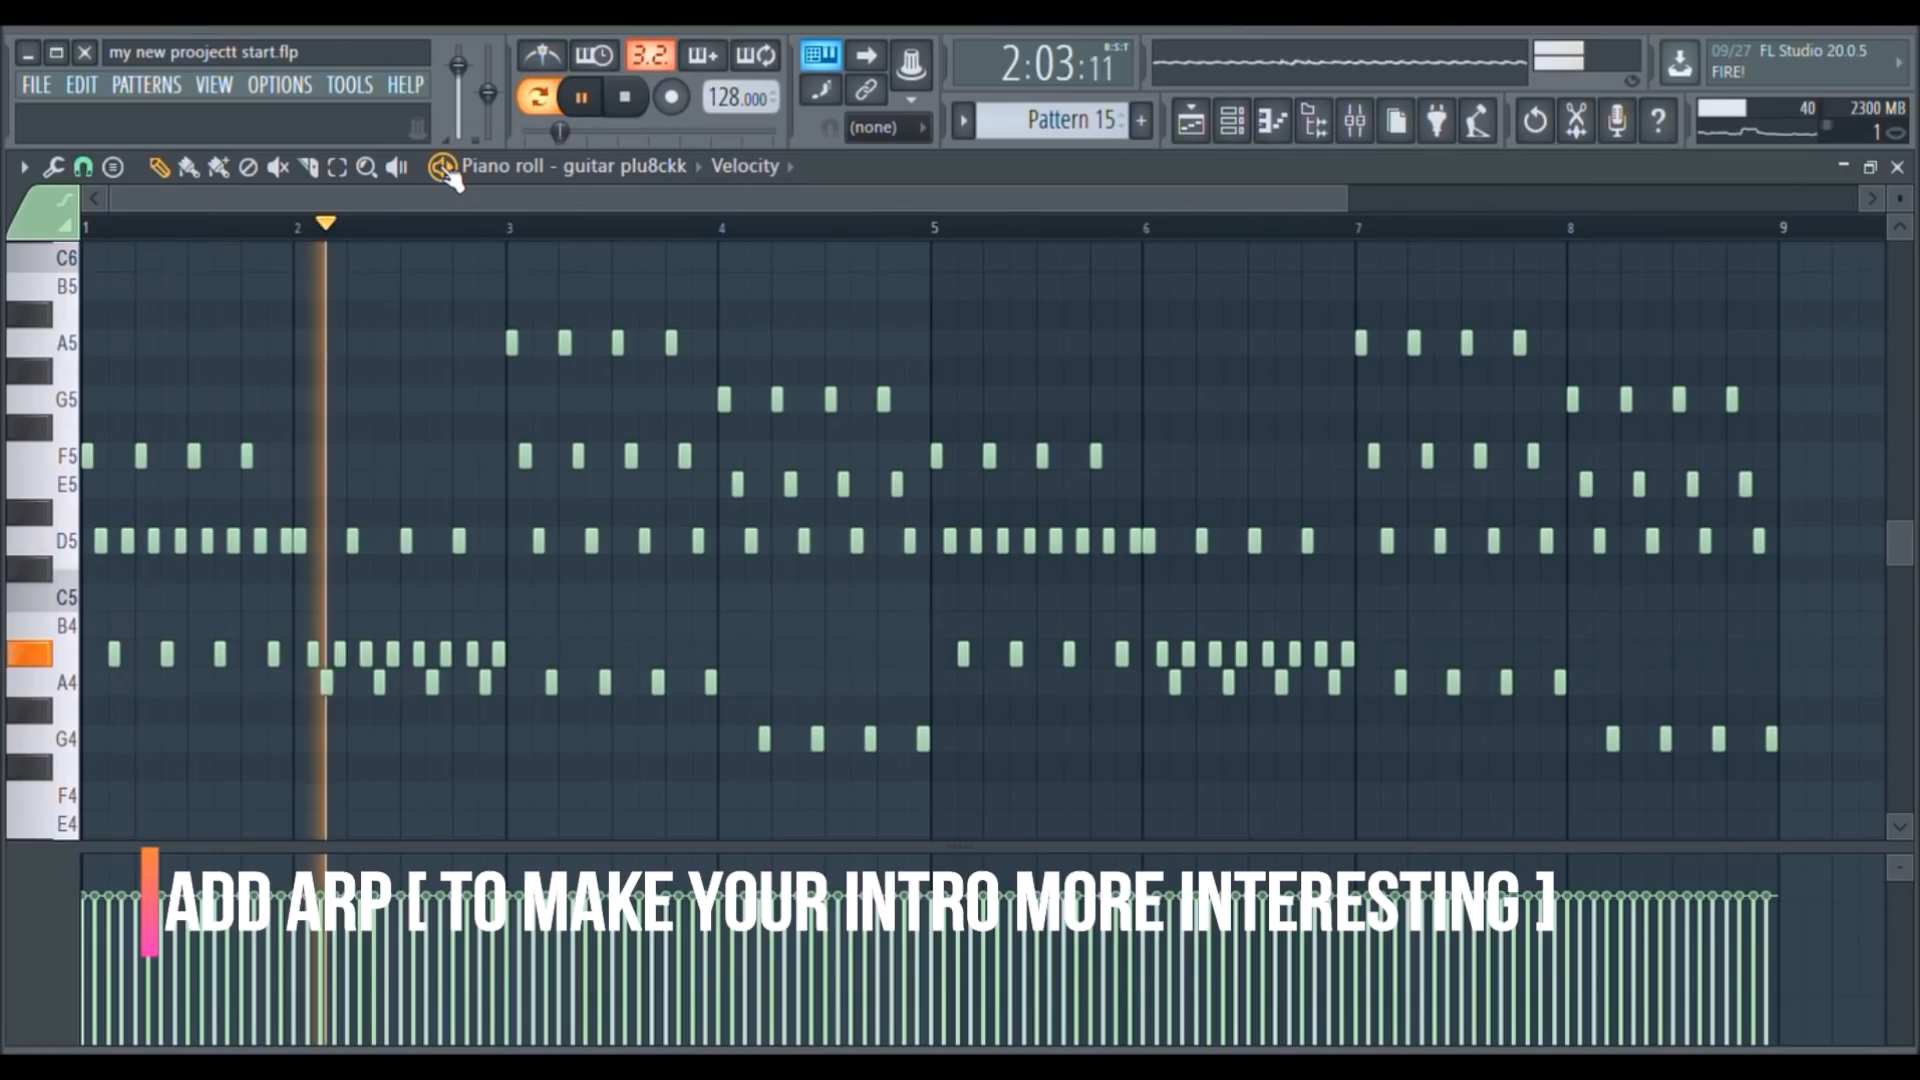 my new proojectt start.flp
FILE EDIT PATTERNS VIEW OPTIONS TOOLS HELP
3.2.
128.000
(none)
2:03:11
B:S:T
Pattern 15
+
09/27 FL Studio 20.0.5
FIRE!
40 2300 MB
1
?
Piano roll - guitar plu8ckk Velocity
1 2 3 4 5 6 7 8 9
C6
B5
A5
G5
F5
E5
D5
C5
B4
A4
G4
F4
E4
ADD ARP [ TO MAKE YOUR INTRO MORE INTERESTING ]